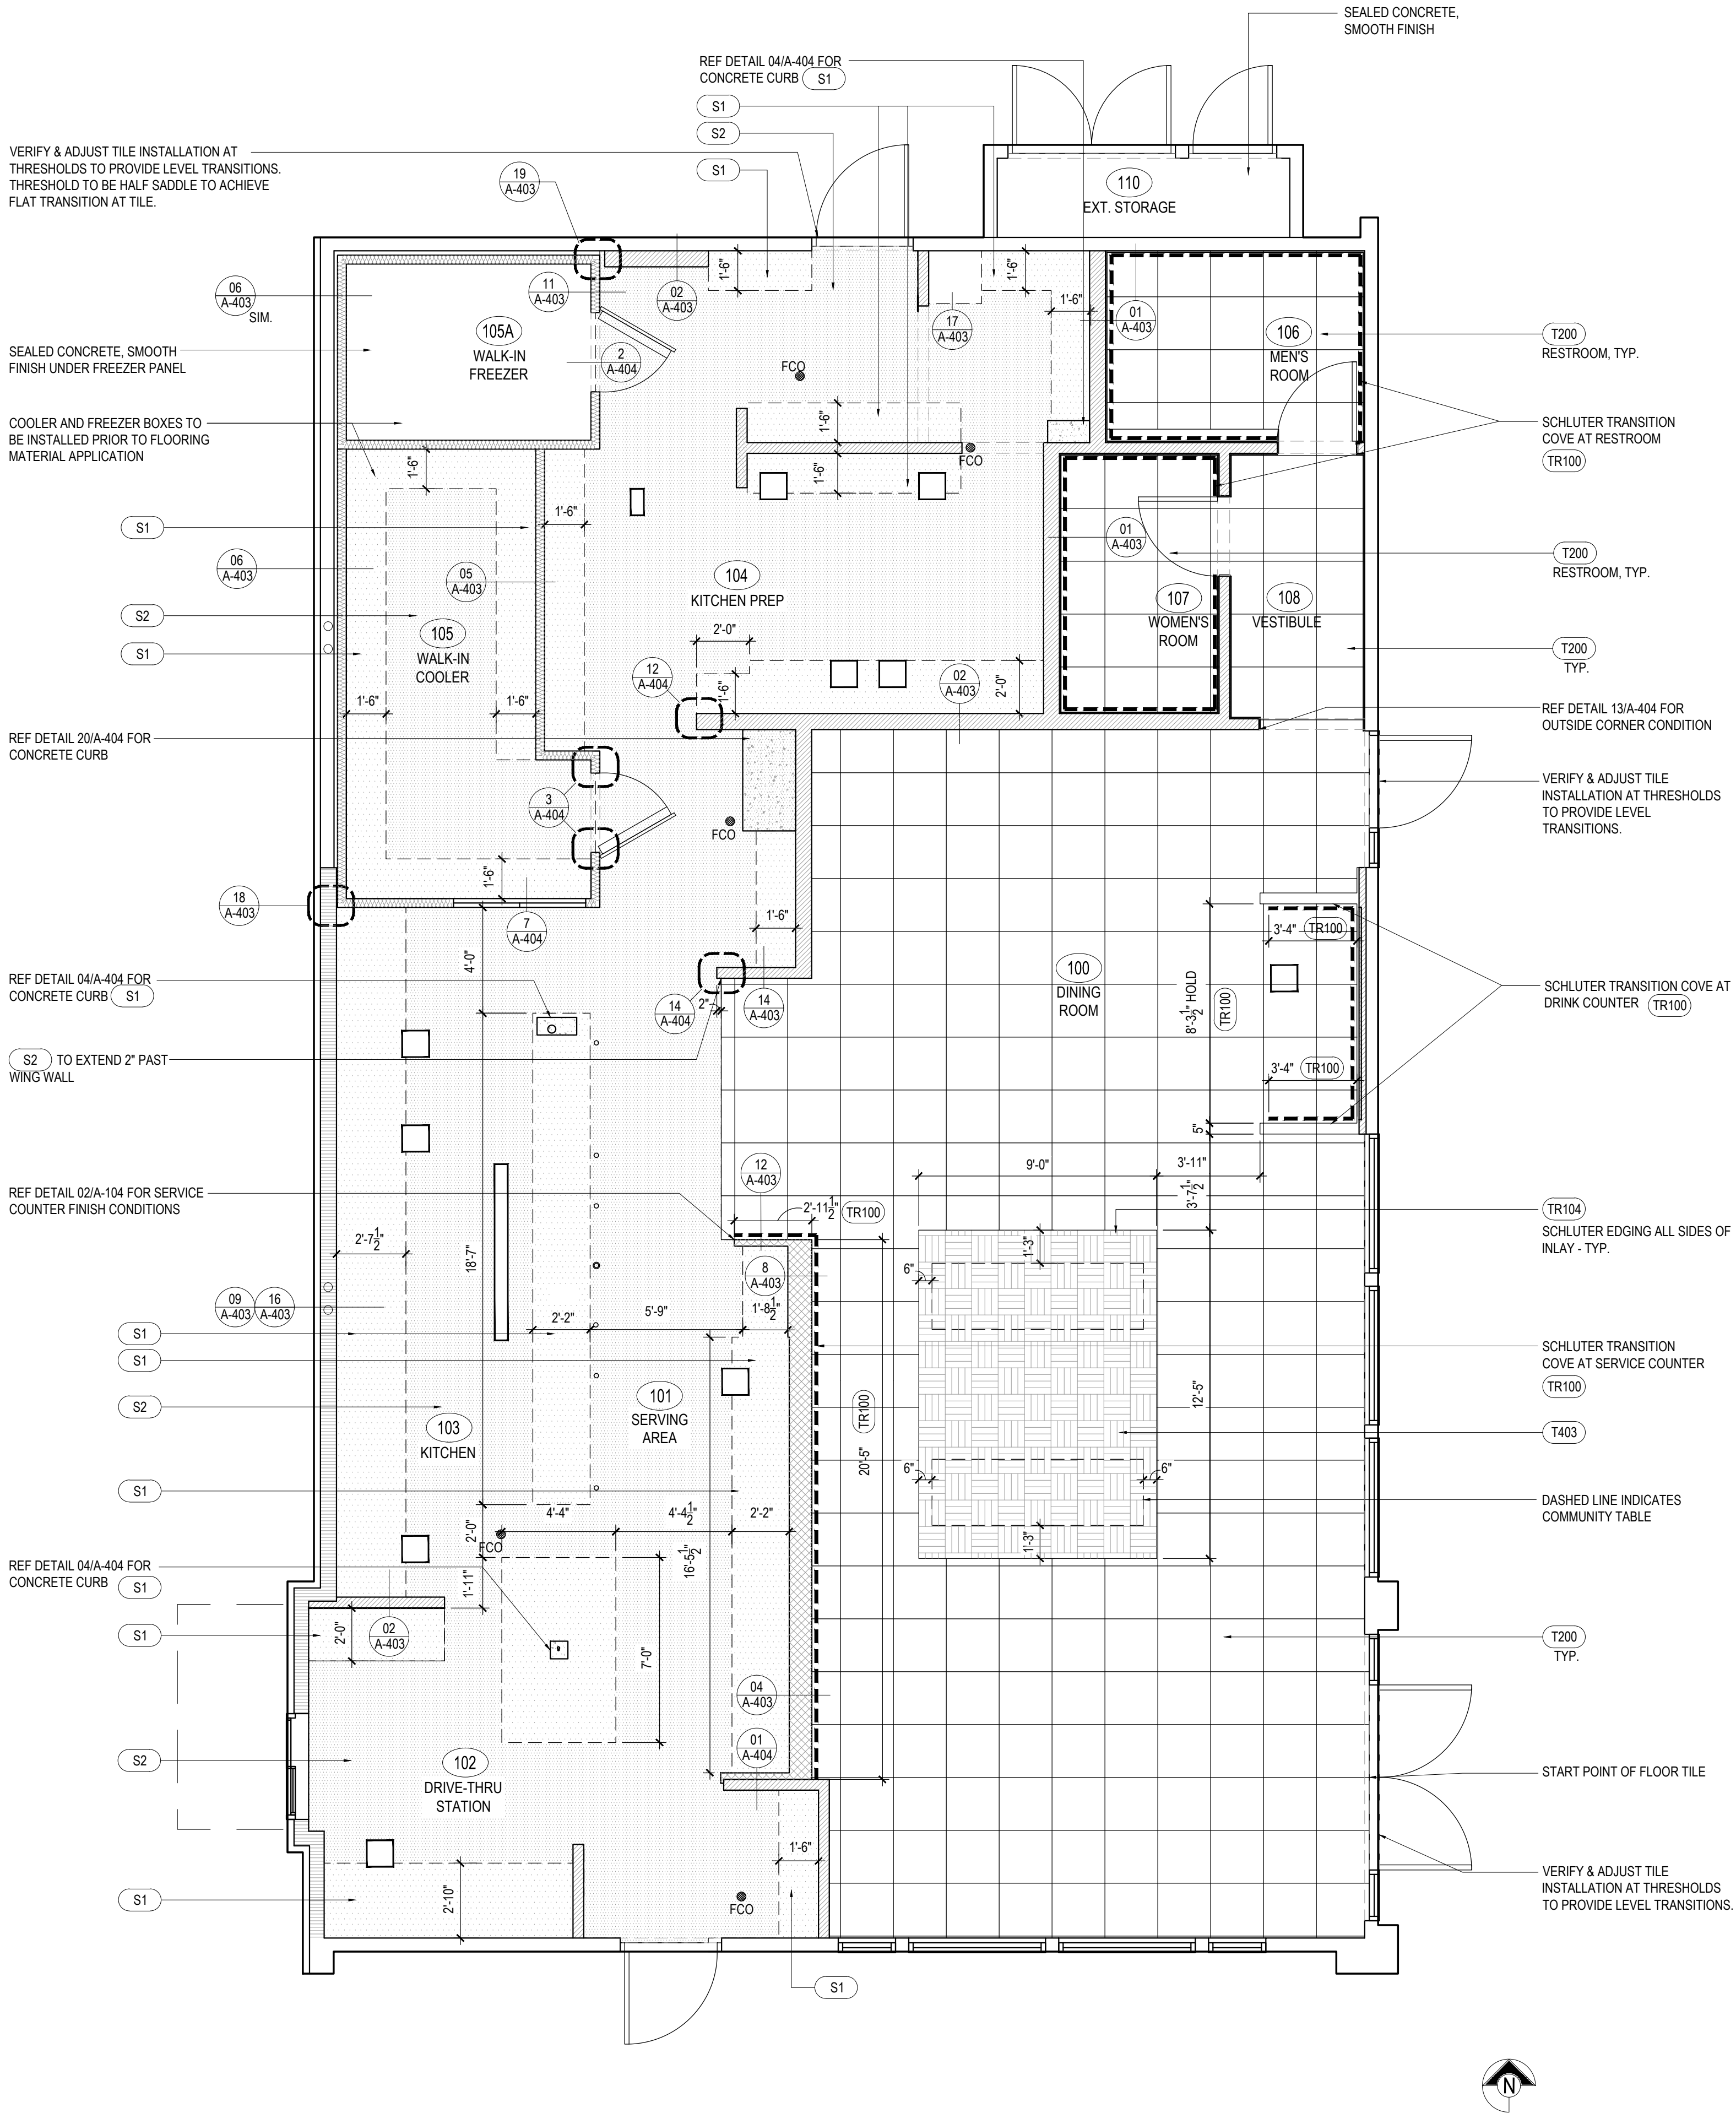 SEALED CONCRETE,
SMOOTH FINISH
REF DETAIL 04/A-404 FOR
CONCRETE CURB S1
S1
S2
S1
VERIFY & ADJUST TILE INSTALLATION AT
THRESHOLDS TO PROVIDE LEVEL TRANSITIONS.
THRESHOLD TO BE HALF SADDLE TO ACHIEVE
FLAT TRANSITION AT TILE.
19
A-403
110
EXT. STORAGE
06
A-403
SIM.
11
A-403
02
A-403
1'-6"
1'-6"
1'-6"
17
A-403
01
A-403
105A
WALK-IN
FREEZER
2
A-404
FCO
106
MEN'S
ROOM
T200
RESTROOM, TYP.
SEALED CONCRETE, SMOOTH
FINISH UNDER FREEZER PANEL
COOLER AND FREEZER BOXES TO
BE INSTALLED PRIOR TO FLOORING
MATERIAL APPLICATION
SCHLUTER TRANSITION
COVE AT RESTROOM
TR100
1'-6"
1'-6"
1'-6"
FCO
1'-6"
S1
01
A-403
T200
RESTROOM, TYP.
06
A-403
05
A-403
104
KITCHEN PREP
107
WOMEN'S
ROOM
108
VESTIBULE
S2
105
WALK-IN
COOLER
2'-0"
S1
T200
TYP.
12
A-404
1'-6"
02
A-403
2'-0"
1'-6"
1'-6"
REF DETAIL 13/A-404 FOR
OUTSIDE CORNER CONDITION
REF DETAIL 20/A-404 FOR
CONCRETE CURB
3
A-404
FCO
VERIFY & ADJUST TILE
INSTALLATION AT THRESHOLDS
TO PROVIDE LEVEL
TRANSITIONS.
1'-6"
18
A-403
7
A-404
1'-6"
3'-4" TR100
4'-0"
100
DINING
ROOM
8'-3 1/2" HOLD
TR100
REF DETAIL 04/A-404 FOR
CONCRETE CURB S1
14
A-404
2"
14
A-403
SCHLUTER TRANSITION COVE AT
DRINK COUNTER TR100
S2 TO EXTEND 2" PAST
WING WALL
3'-4" TR100
5"
12
A-403
9'-0"
3'-11"
3'-7 1/2"
REF DETAIL 02/A-104 FOR SERVICE
COUNTER FINISH CONDITIONS
2'-11 1/2" TR100
TR104
SCHLUTER EDGING ALL SIDES OF
INLAY - TYP.
2'-7 1/2"
18'-7"
1'-3"
6"
8
A-403
09
A-403
16
A-403
2'-2"
5'-9"
1'-8 1/2"
S1
S1
SCHLUTER TRANSITION
COVE AT SERVICE COUNTER
TR100
S2
103
KITCHEN
101
SERVING
AREA
TR100
20'-5"
12'-5"
T403
6"
6"
S1
DASHED LINE INDICATES
COMMUNITY TABLE
4'-4"
4'-4 1/2"
2'-2"
2'-0"
FCO
16'-5 1/2"
1'-3"
REF DETAIL 04/A-404 FOR
CONCRETE CURB S1
1'-11"
S1
2'-0"
02
A-403
7'-0"
T200
TYP.
04
A-403
01
A-404
S2
102
DRIVE-THRU
STATION
START POINT OF FLOOR TILE
1'-6"
S1
2'-10"
FCO
VERIFY & ADJUST TILE
INSTALLATION AT THRESHOLDS
TO PROVIDE LEVEL TRANSITIONS.
S1
N